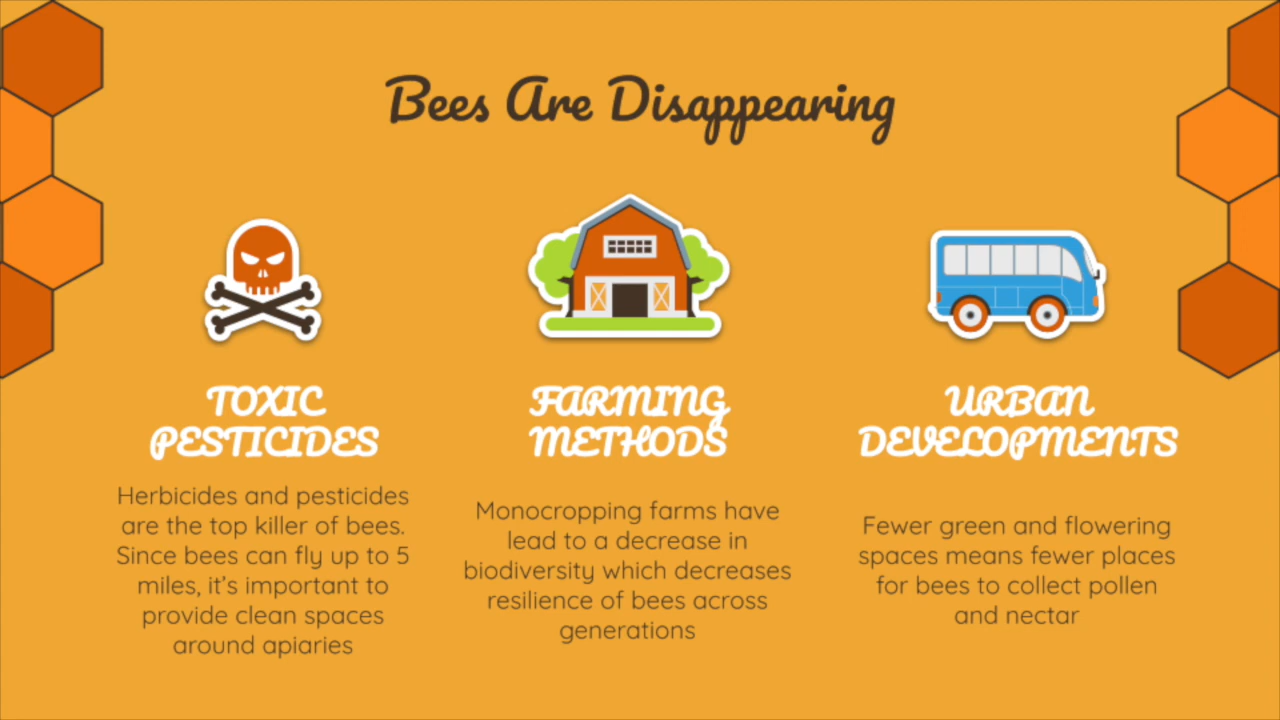 Bees Are Disappearing
TOXIC
PESTICIDES
Herbicides and pesticides
are the top killer of bees.
Since bees can fly up to 5
miles, it's important to
provide clean spaces
around apiaries
FARMING
METHODS
Monocropping farms have
lead to a decrease in
biodiversity which decreases
resilience of bees across
generations
URBAN
DEVELOPMENTS
Fewer green and flowering
spaces means fewer places
for bees to collect pollen
and nectar